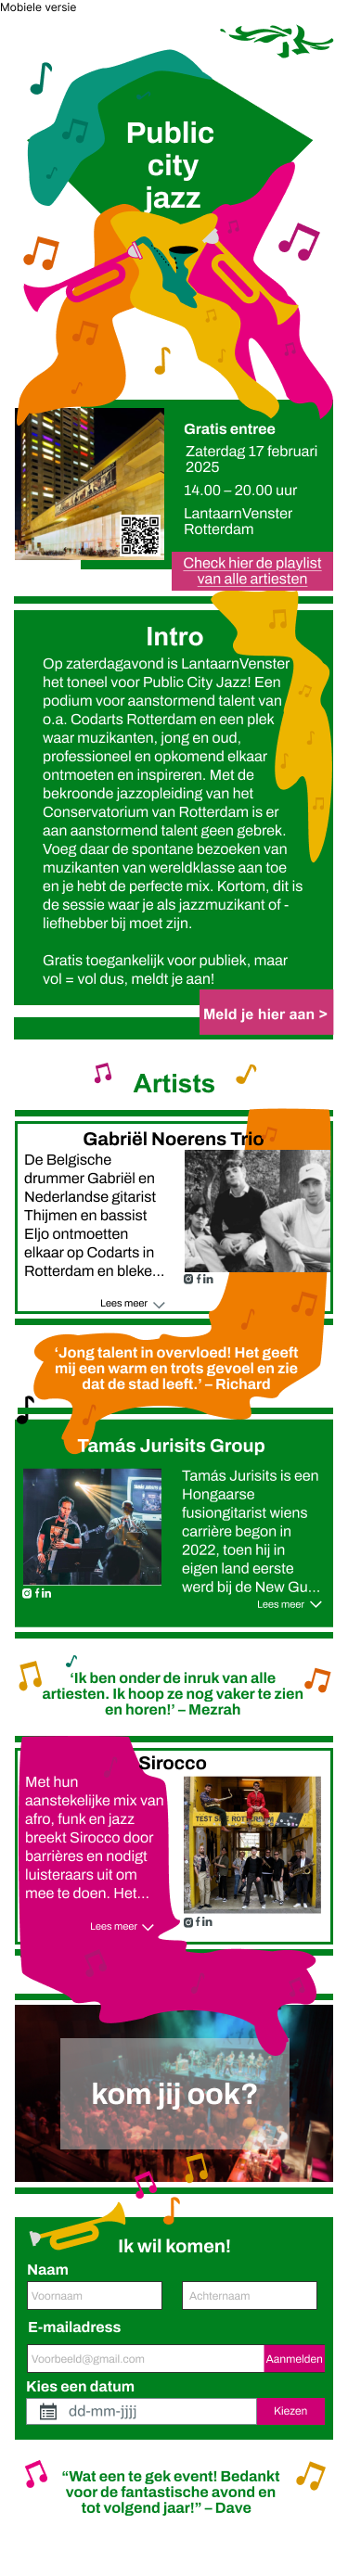 Mobiele versie
Public
city
jazz
Gratis entree
Zaterdag 17 februari
2025
14.00 – 20.00 uur
LantaarnVenster
Rotterdam
Check hier de playlist
van alle artiesten
Intro
Op zaterdagavond is LantaarnVenster
het toneel voor Public City Jazz! Een
podium voor aanstormend talent van
o.a. Codarts Rotterdam en een plek
waar muzikanten, jong en oud,
professioneel en opkomend elkaar
ontmoeten en inspireren. Met de
bekroonde jazzopleiding van het
Conservatorium van Rotterdam is er
aan aanstormend talent geen gebrek.
Voeg daar de spontane bezoeken van
muzikanten van wereldklasse aan toe
en je hebt de perfecte mix. Kortom, dit is
de sessie waar je als jazzmuzikant of -
liefhebber bij moet zijn.
Gratis toegankelijk voor publiek, maar
vol = vol dus, meldt je aan!
Meld je hier aan >
Artists
Gabriël Noerens Trio
De Belgische
drummer Gabriël en
Nederlandse gitarist
Thijmen en bassist
Eljo ontmoetten
elkaar op Codarts in
Rotterdam en bleke...
Lees meer
‘Jong talent in overvloed! Het geeft
mij een warm en trots gevoel en zie
dat de stad leeft.’ – Richard
Tamás Jurisits Group
Tamás Jurisits is een
Hongaarse
fusiongitarist wiens
carrière begon in
2022, toen hij in
eigen land eerste
werd bij de New Gu...
Lees meer
‘Ik ben onder de inruk van alle
artiesten. Ik hoop ze nog vaker te zien
en horen!’ – Mezrah
Sirocco
Met hun
aanstekelijke mix van
afro, funk en jazz
breekt Sirocco door
barrières en nodigt
luisteraars uit om
mee te doen. Het...
TEST SITE ROTTERDAM
Lees meer
kom jij ook?
Ik wil komen!
Naam
Voornaam Achternaam
E-mailadress
Voorbeeld@gmail.com Aanmelden
Kies een datum
dd-mm-jjjj Kiezen
“Wat een te gek event! Bedankt
voor de fantastische avond en
tot volgend jaar!” – Dave